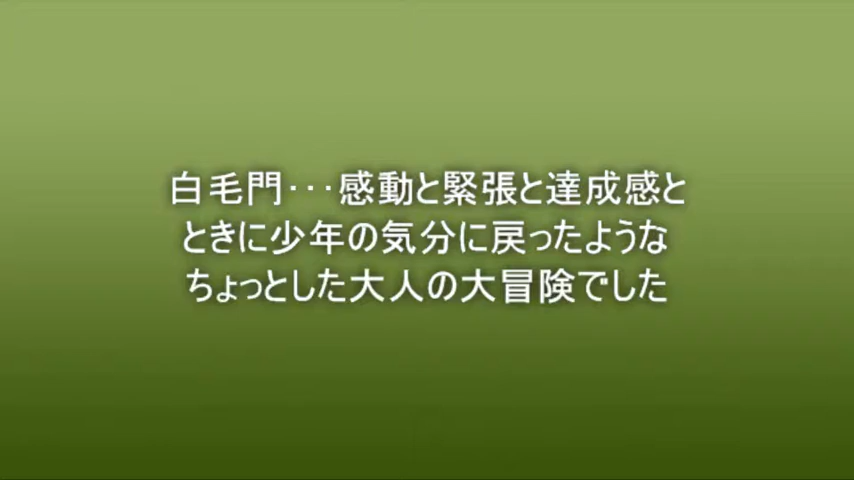 白毛門･･･感動と緊張と達成感と
ときに少年の気分に戻ったような
ちょっとした大人の大冒険でした